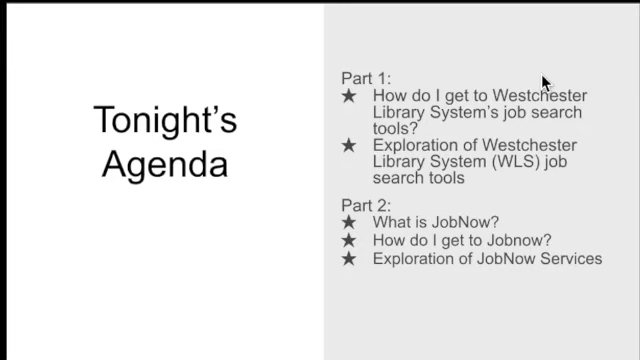 Tonight's
Agenda
Part 1:
★ How do I get to Westchester
Library System's job search
tools?
★ Exploration of Westchester
Library System (WLS) job
search tools
Part 2:
★ What is JobNow?
★ How do I get to Jobnow?
★ Exploration of JobNow Services